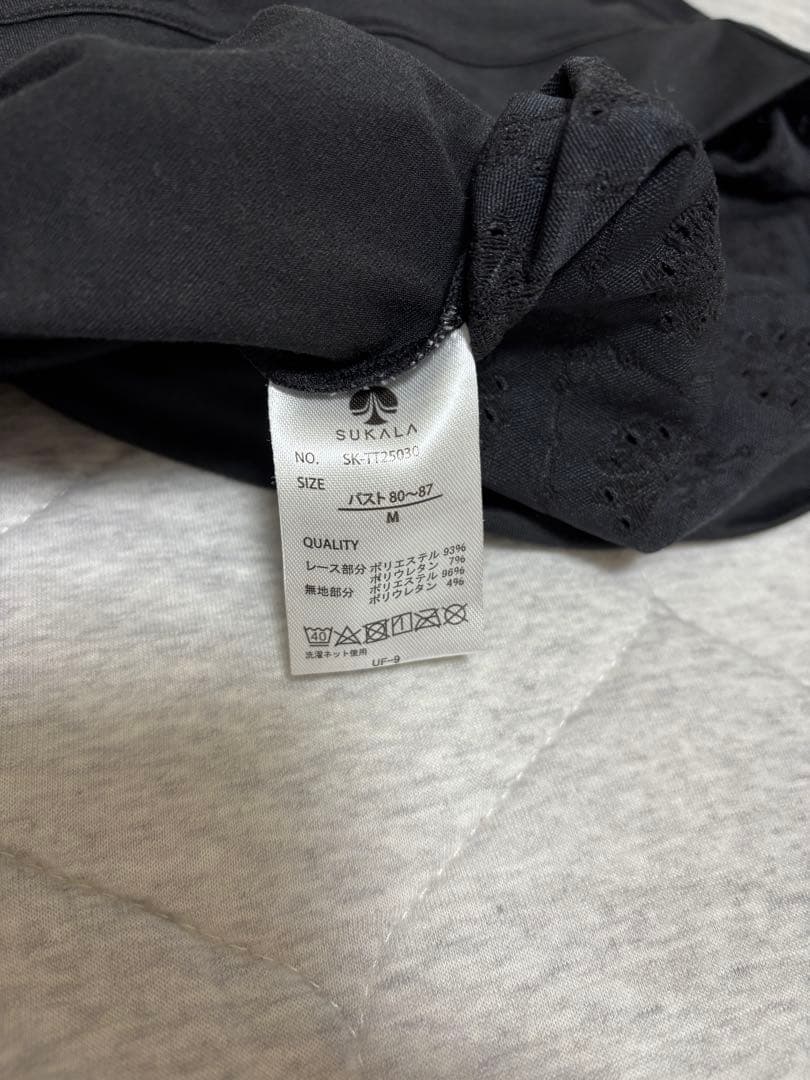 SUKALA
NO. SK-TT25030
SIZE
バスト80〜87
M
QUALITY
レース部分 ポリエステル 93%
ポリウレタン 7%
無地部分 ポリエステル 96%
ポリウレタン 4%
40
洗濯ネット使用
UF-9